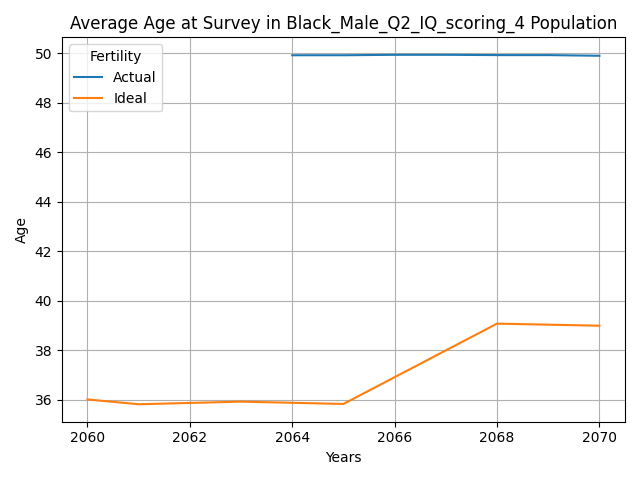 Average Age at Survey in Black_Male_Q2_IQ_scoring_4 Population
Fertility
Actual
Ideal
50
48
46
44
42
40
38
36
Age
2060 2062 2064 2066 2068 2070
Years